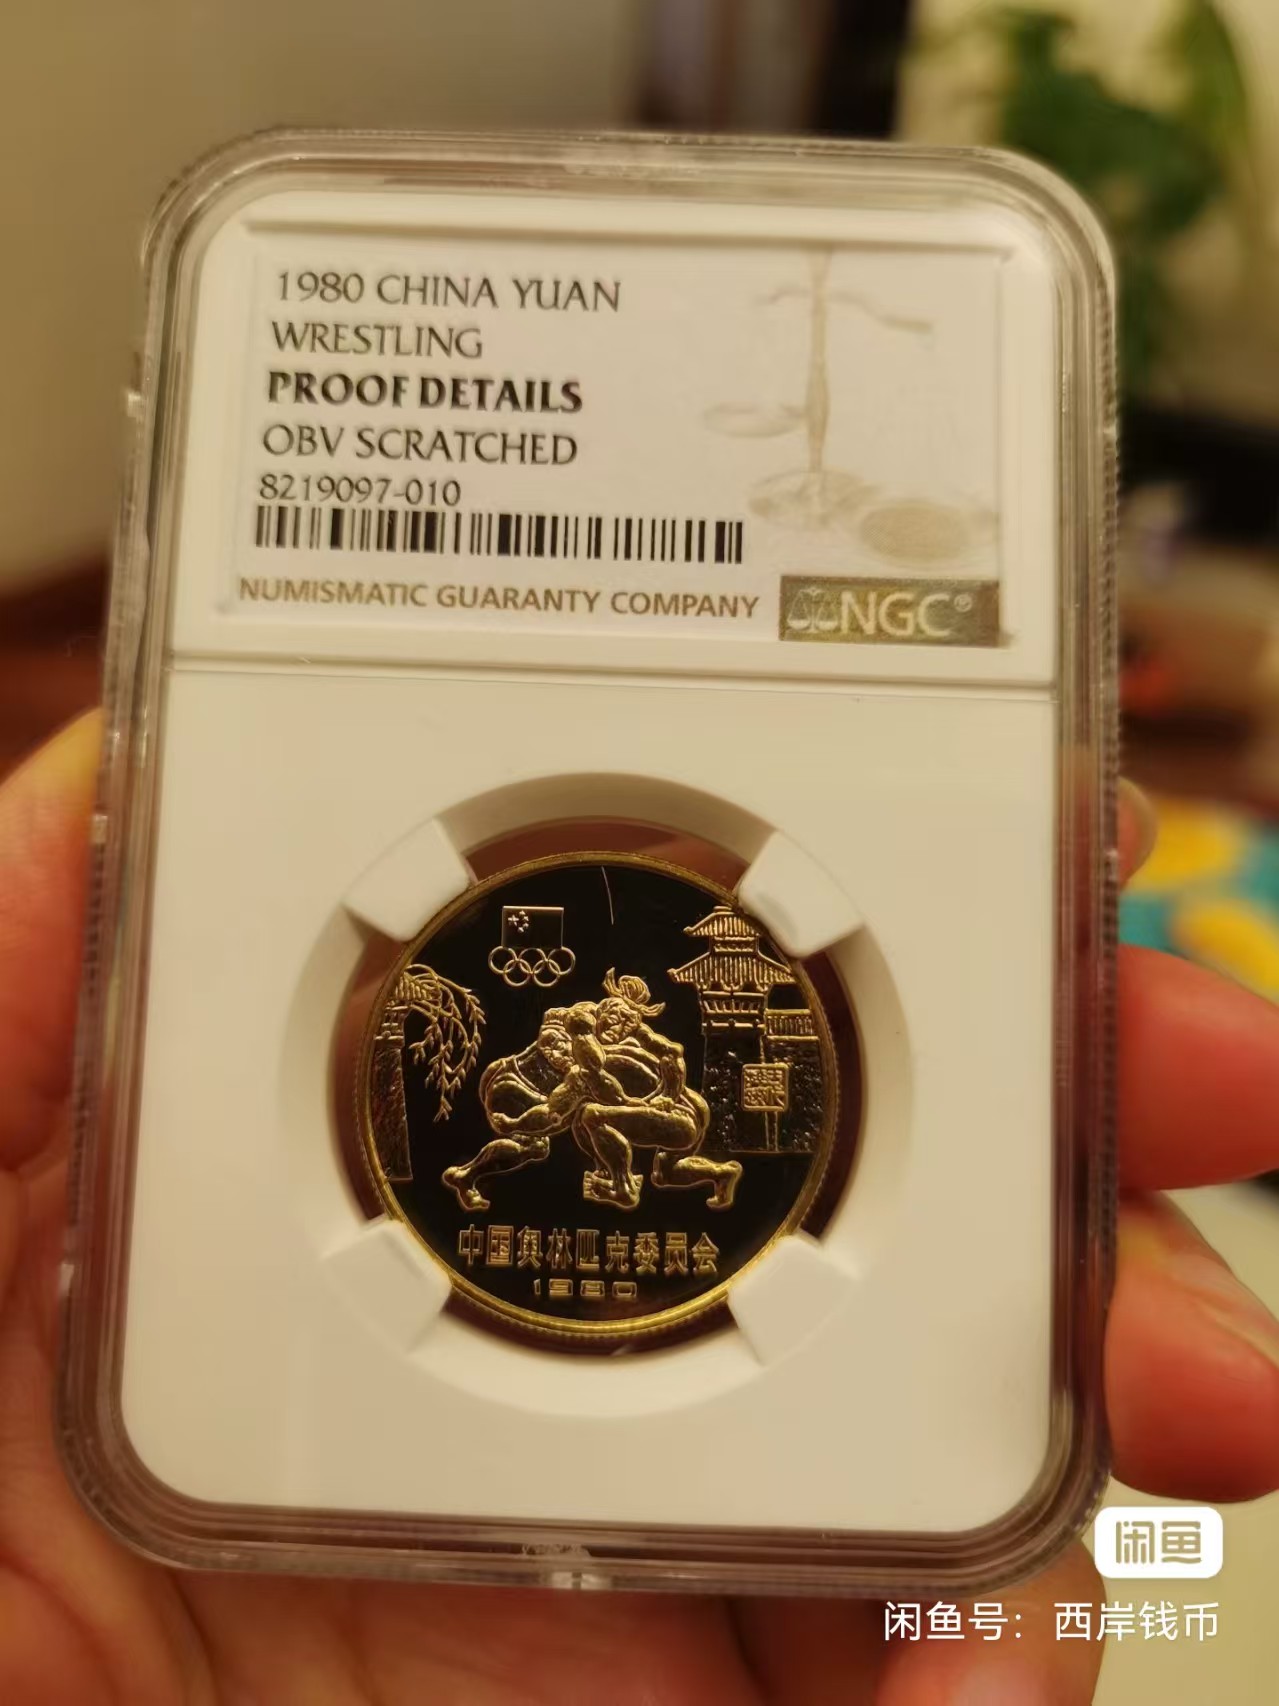 1980 CHINA YUAN
WRESTLING
PROOF DETAILS
OBV SCRATCHED
8219097-010
NUMISMATIC GUARANTY COMPANY
NGC®
中国奥林匹克委员会
1980
闲鱼
闲鱼号：西岸钱币